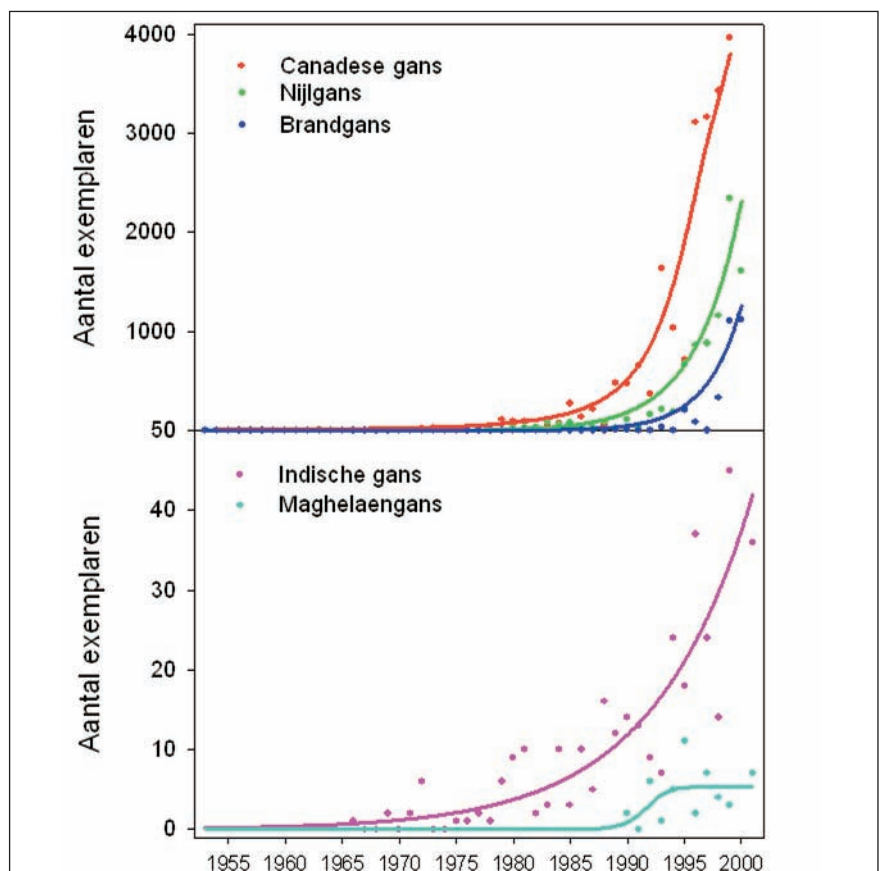 4000
3000
2000
1000
50
Aantal exemplaren
Canadese gans
Nijlgans
Brandgans
40
30
20
10
0
Aantal exemplaren
Indische gans
Maghelaengans
1955 1960 1965 1970 1975 1980 1985 1990 1995 2000